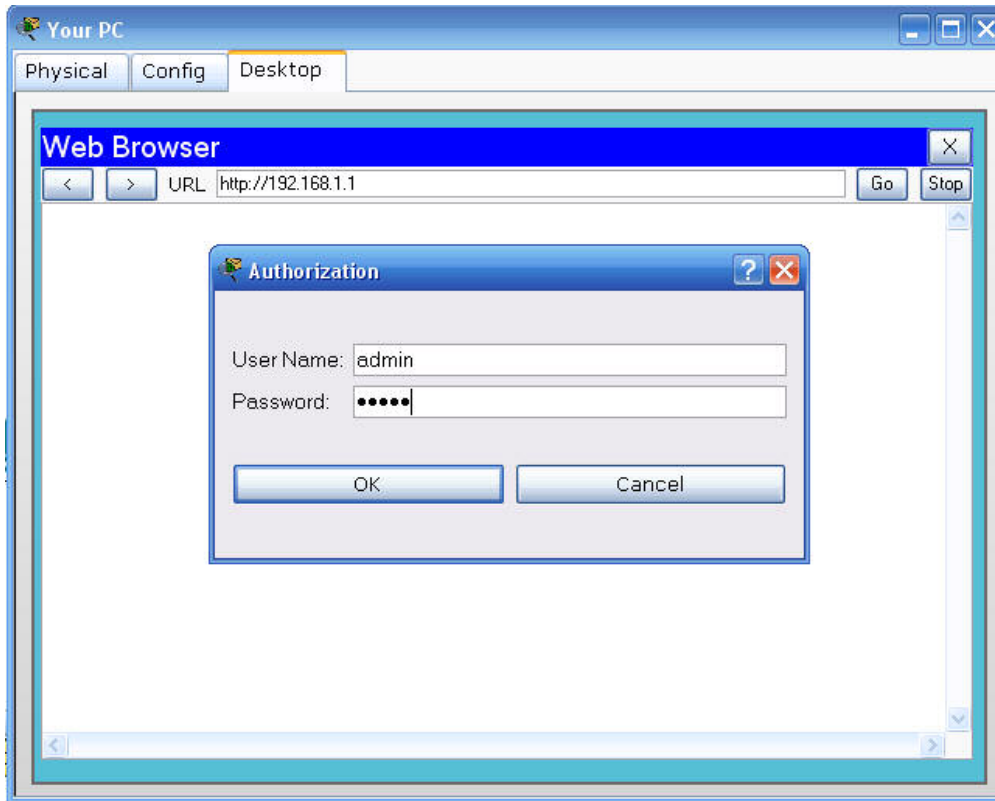 Your PC
Physical Config Desktop
Web Browser X
< > URL http://192.168.1.1 Go Stop
Authorization
User Name: admin
Password: •••••
OK Cancel